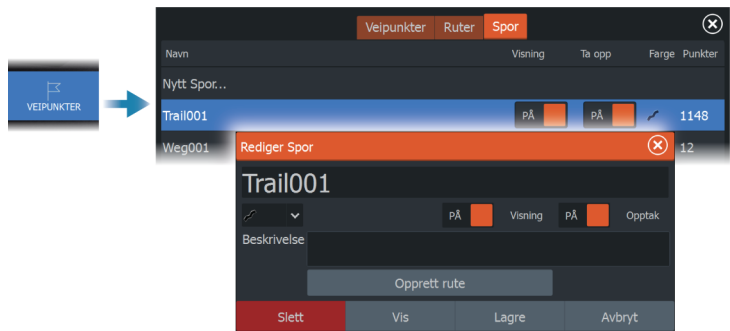 Veipunkter Ruter Spor
Navn Visning Ta opp Farge Punkter
Nytt Spor...
VEIPUNKTER
Trail001 PÅ PÅ 1148
Weg001 12
Rediger Spor
Trail001
PÅ Visning PÅ Opptak
Beskrivelse
Opprett rute
Slett Vis Lagre Avbryt